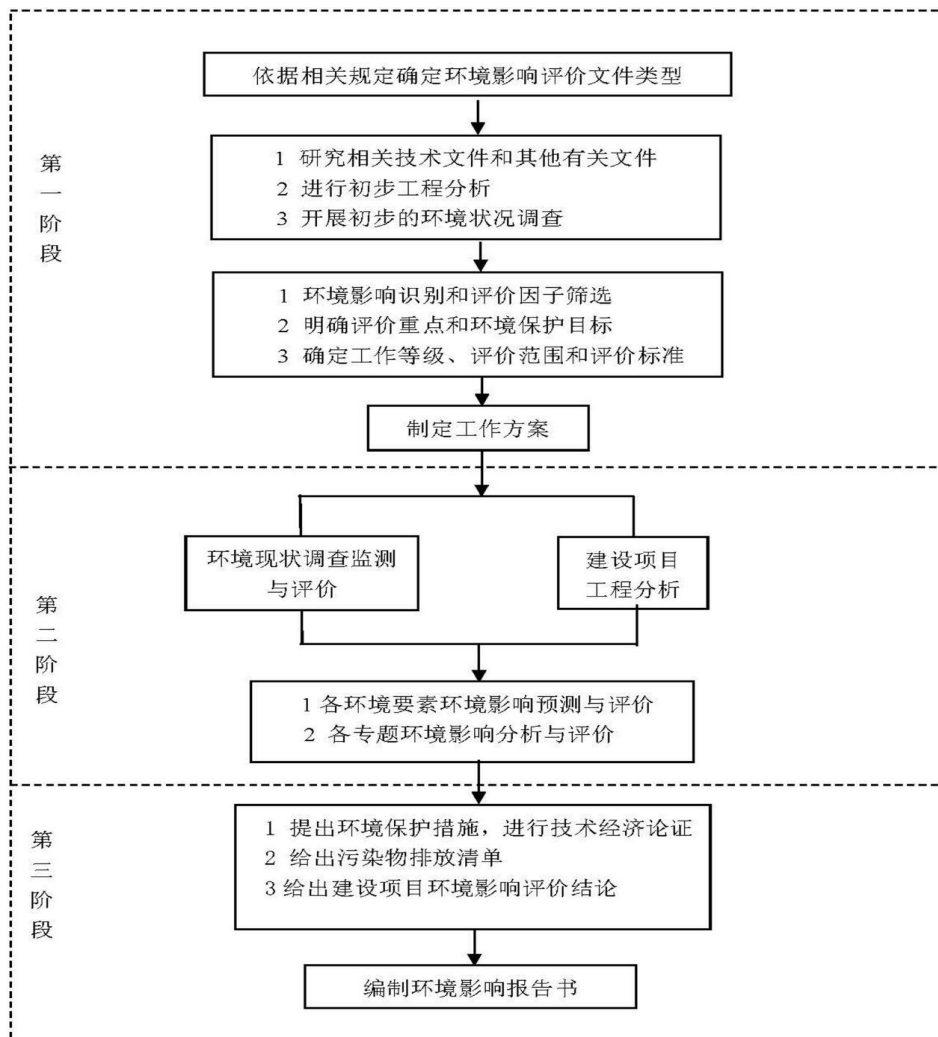 依据相关规定确定环境影响评价文件类型
第一阶段
1 研究相关技术文件和其他有关文件
2 进行初步工程分析
3 开展初步的环境状况调查
1 环境影响识别和评价因子筛选
2 明确评价重点和环境保护目标
3 确定工作等级、评价范围和评价标准
制定工作方案
第二阶段
环境现状调查监测
与评价
建设项目
工程分析
1各环境要素环境影响预测与评价
2 各专题环境影响分析与评价
第三阶段
1 提出环境保护措施，进行技术经济论证
2 给出污染物排放清单
3给出建设项目环境影响评价结论
编制环境影响报告书